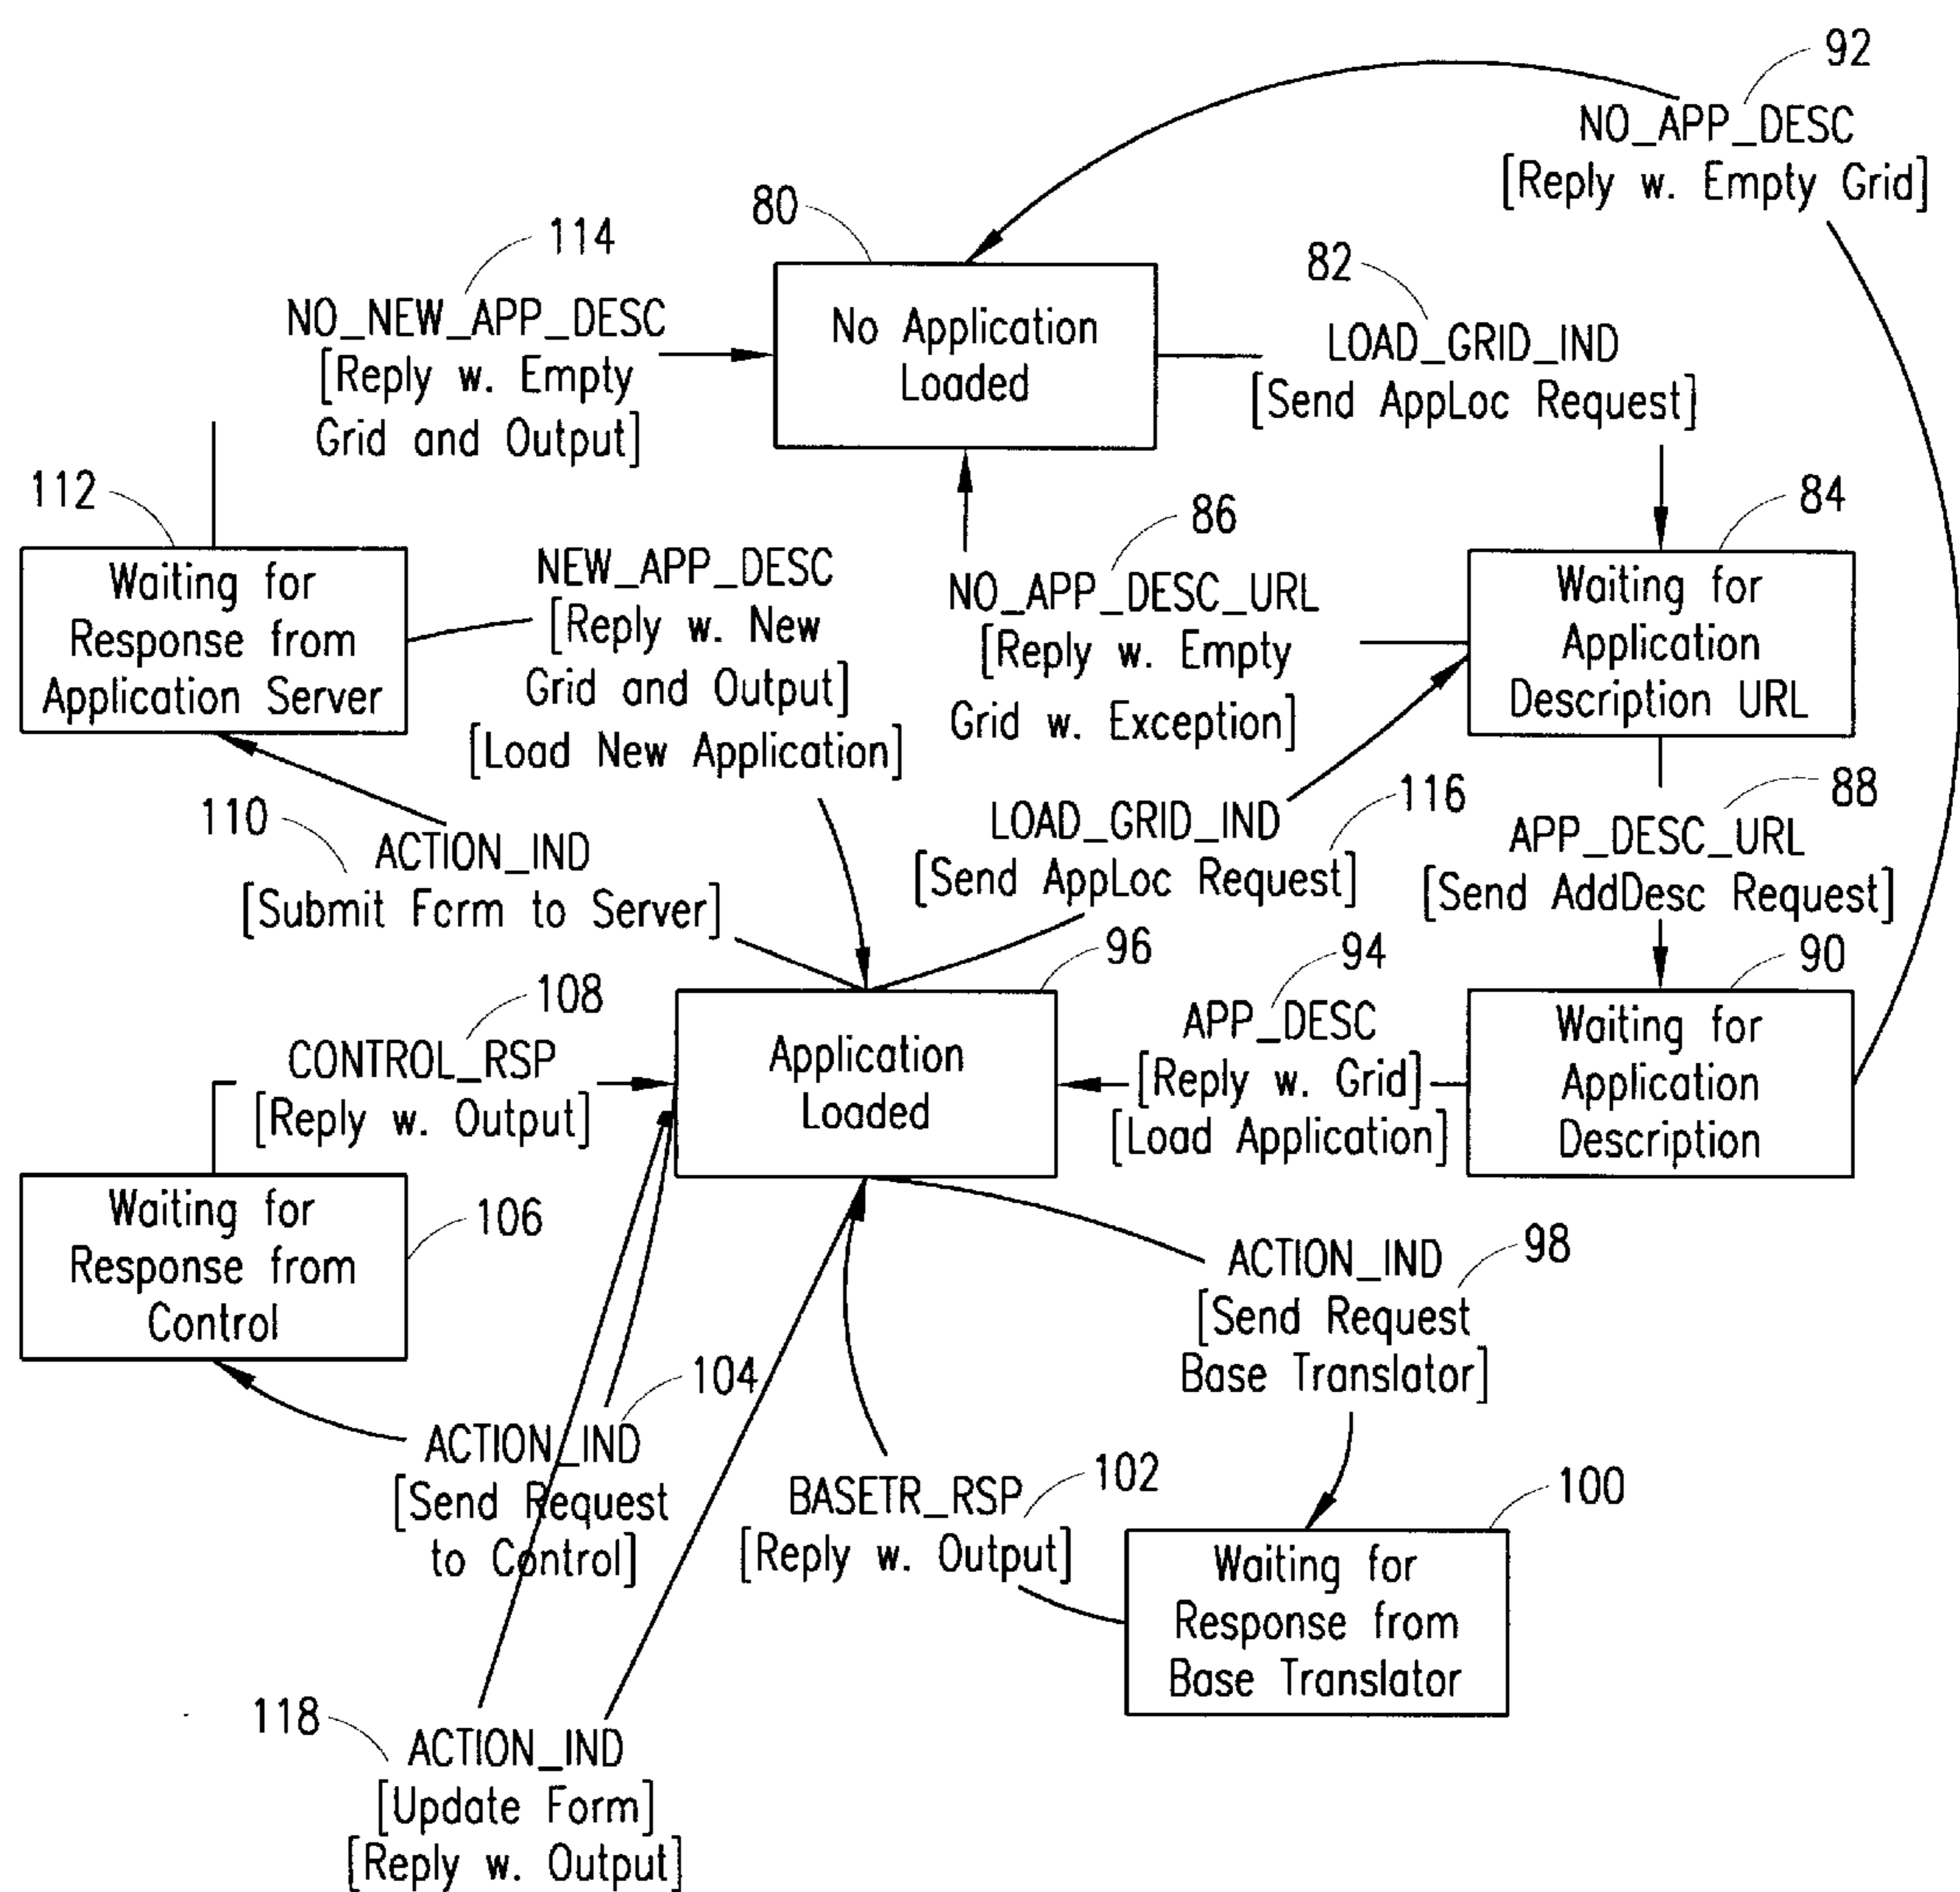 92
NO_APP_DESC
[Reply w. Empty Grid]
80
114
NO_NEW_APP_DESC
[Reply w. Empty
Grid and Output]
No Application
Loaded
82
LOAD_GRID_IND
[Send AppLoc Request]
112
Waiting for
Response from
Application Server
NEW_APP_DESC
[Reply w. New
Grid and Output]
[Load New Application]
86
NO_APP_DESC_URL
[Reply w. Empty
Grid w. Exception]
84
Waiting for
Application
Description URL
110
ACTION_IND
[Submit Form to Server]
LOAD_GRID_IND
[Send AppLoc Request]
116
88
APP_DESC_URL
[Send AddDesc Request]
108
CONTROL_RSP
[Reply w. Output]
96
Application
Loaded
94
APP_DESC
[Reply w. Grid]
[Load Application]
90
Waiting for
Application
Description
Waiting for
Response from
Control
106
98
ACTION_IND
[Send Request
Base Translator]
104
ACTION_IND
[Send Request
to Control]
BASETR_RSP
[Reply w. Output]
102
100
Waiting for
Response from
Base Translator
118
ACTION_IND
[Update Form]
[Reply w. Output]